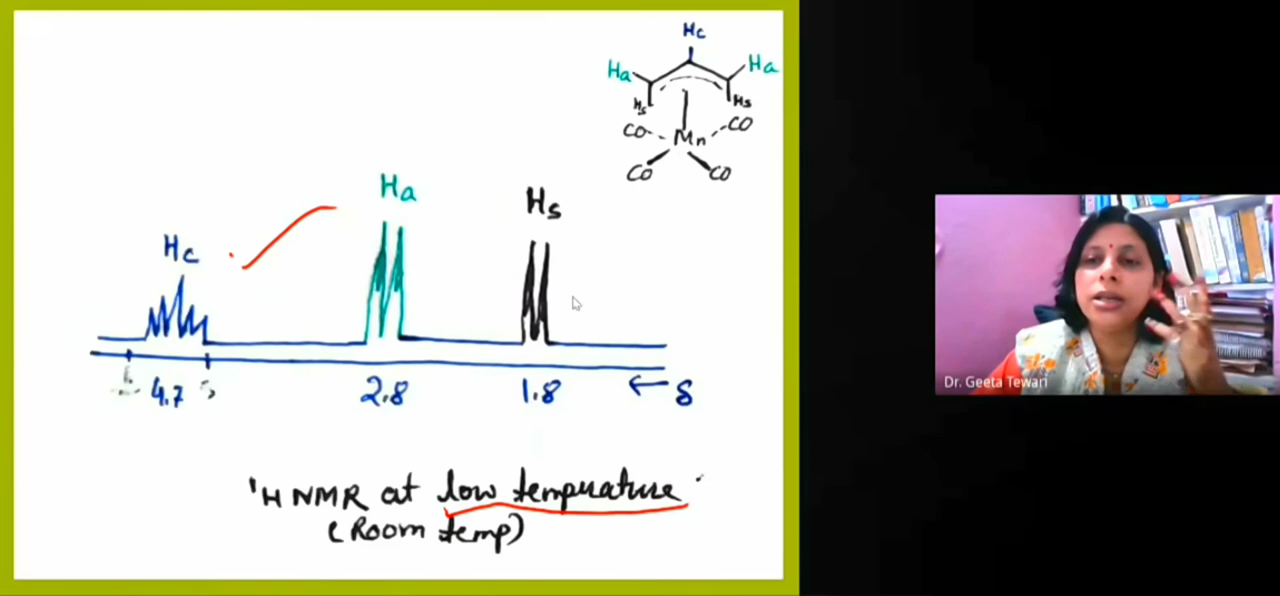 Hc
Ha Ha
Hs Hs
CO CO
Mn
CO CO
Ha
Hs
Hc
4.7 2.8 1.8 ← δ
'H NMR at low temperature
(Room temp)
Dr. Geeta Tewari